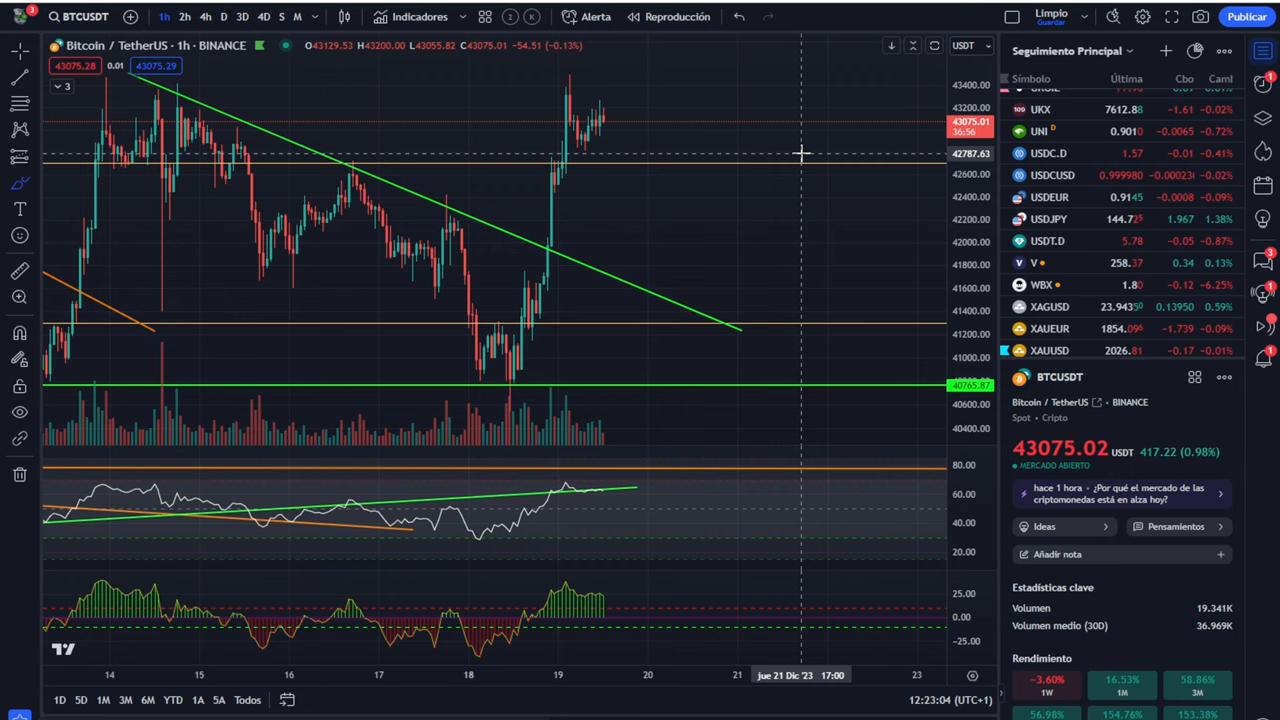 3
BTCUSDT
1h 2h 4h D 3D 4D S M
Indicadores
2 K
Alerta
Reproducción
Limpio
Guardar
Publicar
Bitcoin / TetherUS · 1h · BINANCE
O43129.53 H43200.00 L43055.82 C43075.01 -54.51 (-0.13%)
43075.28 0.01 43075.29
3
USDT
43400.00
43200.00
43075.01
36:56
42787.63
42600.00
42400.00
42200.00
42000.00
41800.00
41600.00
41400.00
41200.00
41000.00
40765.87
40600.00
40400.00
80.00
60.00
40.00
20.00
25.00
0.00
-25.00
14 15 16 17 18 19 20 21 jue 21 Dic '23 17:00 23
1D 5D 1M 3M 6M YTD 1A 5A Todos
12:23:04 (UTC+1)
Seguimiento Principal
Símbolo Última Cbo Caml
UKX 7612.88 -1.61 -0.02%
UNI D 0.9010 -0.0065 -0.72%
USDC.D 1.57 -0.01 -0.41%
USDCUSD 0.999980 -0.00023 -0.02%
USDEUR 0.9145 -0.0008 -0.09%
USDJPY 144.725 1.967 1.38%
USDT.D 5.78 -0.05 -0.87%
V 258.37 0.34 0.13%
WBX 1.80 -0.12 -6.25%
XAGUSD 23.94350 0.13950 0.59%
XAUEUR 1854.096 -1.739 -0.09%
XAUUSD 2026.81 -0.17 -0.01%
BTCUSDT
Bitcoin / TetherUS BINANCE
Spot • Cripto
43075.02 USDT 417.22 (0.98%)
MERCADO ABIERTO
hace 1 hora • ¿Por qué el mercado de las
criptomonedas está en alza hoy?
Ideas
Pensamientos
Añadir nota
Estadísticas clave
Volumen 19.341K
Volumen medio (30D) 36.969K
Rendimiento
-3.60% 16.53% 58.86%
1W 1M 3M
56.98% 154.76% 153.38%
1
3
1
1